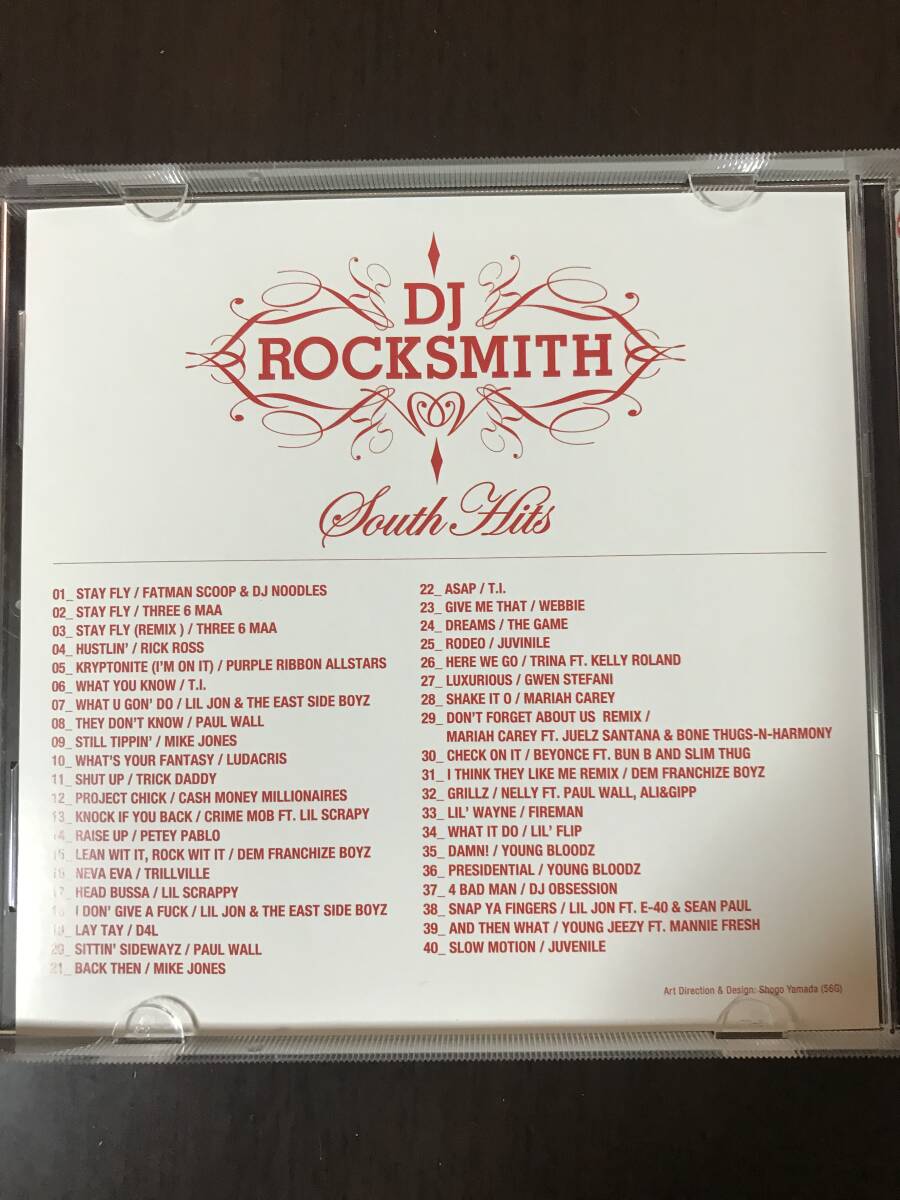 DJ
ROCKSMITH
South Hits
01_ STAY FLY / FATMAN SCOOP & DJ NOODLES
02_ STAY FLY / THREE 6 MAA
03_ STAY FLY (REMIX ) / THREE 6 MAA
04_ HUSTLIN' / RICK ROSS
05_ KRYPTONITE (I'M ON IT) / PURPLE RIBBON ALLSTARS
06_ WHAT YOU KNOW / T.I.
07_ WHAT U GON' DO / LIL JON & THE EAST SIDE BOYZ
08_ THEY DON'T KNOW / PAUL WALL
09_ STILL TIPPIN' / MIKE JONES
10_ WHAT'S YOUR FANTASY / LUDACRIS
11_ SHUT UP / TRICK DADDY
12_ PROJECT CHICK / CASH MONEY MILLIONAIRES
13_ KNOCK IF YOU BACK / CRIME MOB FT. LIL SCRAPY
14_ RAISE UP / PETEY PABLO
15_ LEAN WIT IT, ROCK WIT IT / DEM FRANCHIZE BOYZ
16_ NEVA EVA / TRILLVILLE
17_ HEAD BUSSA / LIL SCRAPPY
18_ I DON' GIVE A FUCK / LIL JON & THE EAST SIDE BOYZ
19_ LAY TAY / D4L
20_ SITTIN' SIDEWAYZ / PAUL WALL
21_ BACK THEN / MIKE JONES
22_ ASAP / T.I.
23_ GIVE ME THAT / WEBBIE
24_ DREAMS / THE GAME
25_ RODEO / JUVINILE
26_ HERE WE GO / TRINA FT. KELLY ROLAND
27_ LUXURIOUS / GWEN STEFANI
28_ SHAKE IT O / MARIAH CAREY
29_ DON'T FORGET ABOUT US REMIX /
MARIAH CAREY FT. JUELZ SANTANA & BONE THUGS-N-HARMONY
30_ CHECK ON IT / BEYONCE FT. BUN B AND SLIM THUG
31_ I THINK THEY LIKE ME REMIX / DEM FRANCHIZE BOYZ
32_ GRILLZ / NELLY FT. PAUL WALL, ALI&GIPP
33_ LIL' WAYNE / FIREMAN
34_ WHAT IT DO / LIL' FLIP
35_ DAMN! / YOUNG BLOODZ
36_ PRESIDENTIAL / YOUNG BLOODZ
37_ 4 BAD MAN / DJ OBSESSION
38_ SNAP YA FINGERS / LIL JON FT. E-40 & SEAN PAUL
39_ AND THEN WHAT / YOUNG JEEZY FT. MANNIE FRESH
40_ SLOW MOTION / JUVENILE
Art Direction & Design: Shogo Yamada (56G)